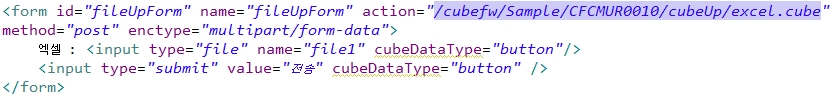 <form id="fileUpForm" name="fileUpForm" action="/cubefw/Sample/CFCMUR0010/cubeUp/excel.cube"
method="post" enctype="multipart/form-data">
엑셀 : <input type="file" name="file1" cubeDataType="button"/>
<input type="submit" value="전송" cubeDataType="button" />
</form>